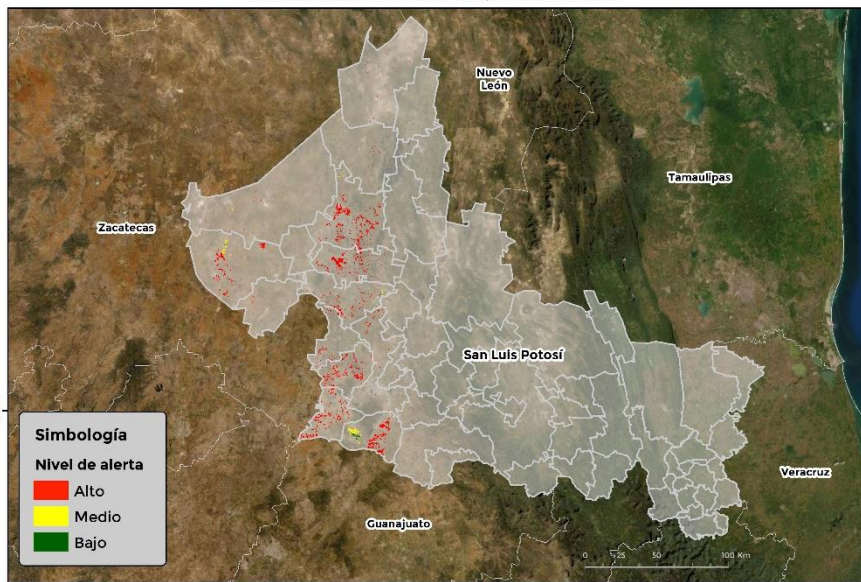 Nuevo
León
Tamaulipas
Zacatecas
San Luis Potosí
Simbología
Nivel de alerta
Alto
Medio
Bajo
Veracruz
Guanajuato
0 25 50 100 Km